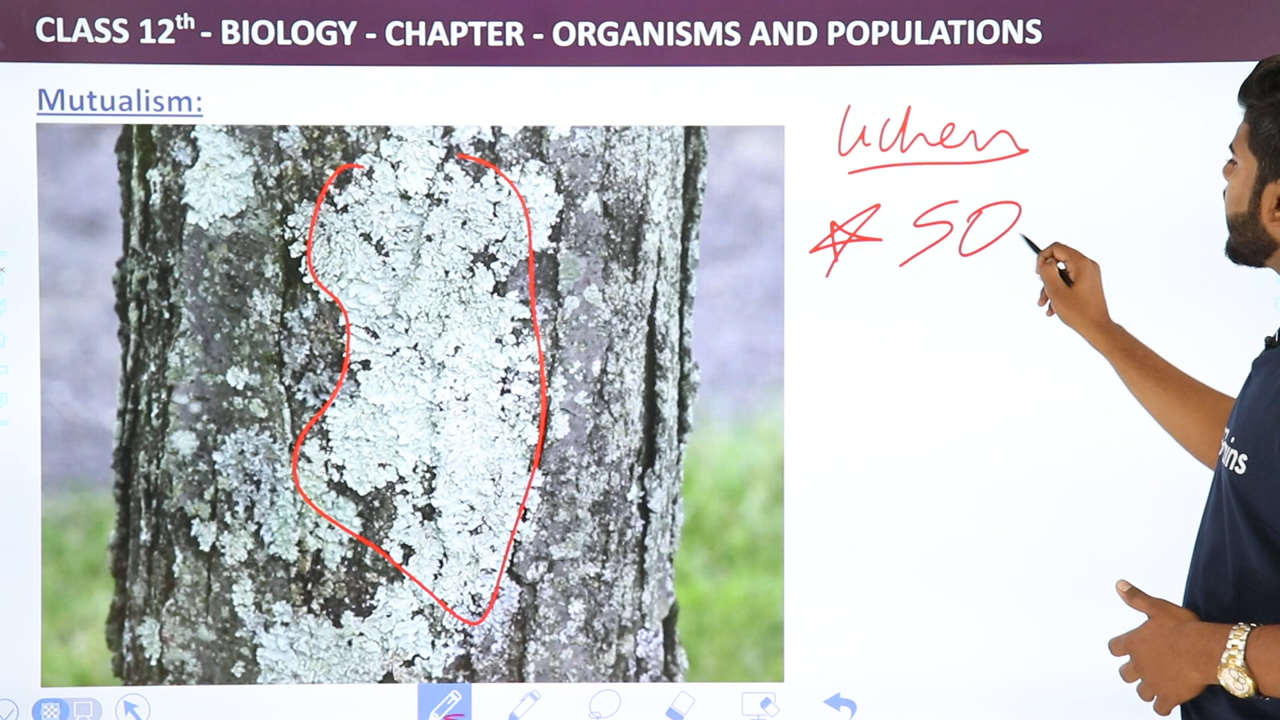 CLASS 12th - BIOLOGY - CHAPTER - ORGANISMS AND POPULATIONS
Mutualism:
lichen
SO